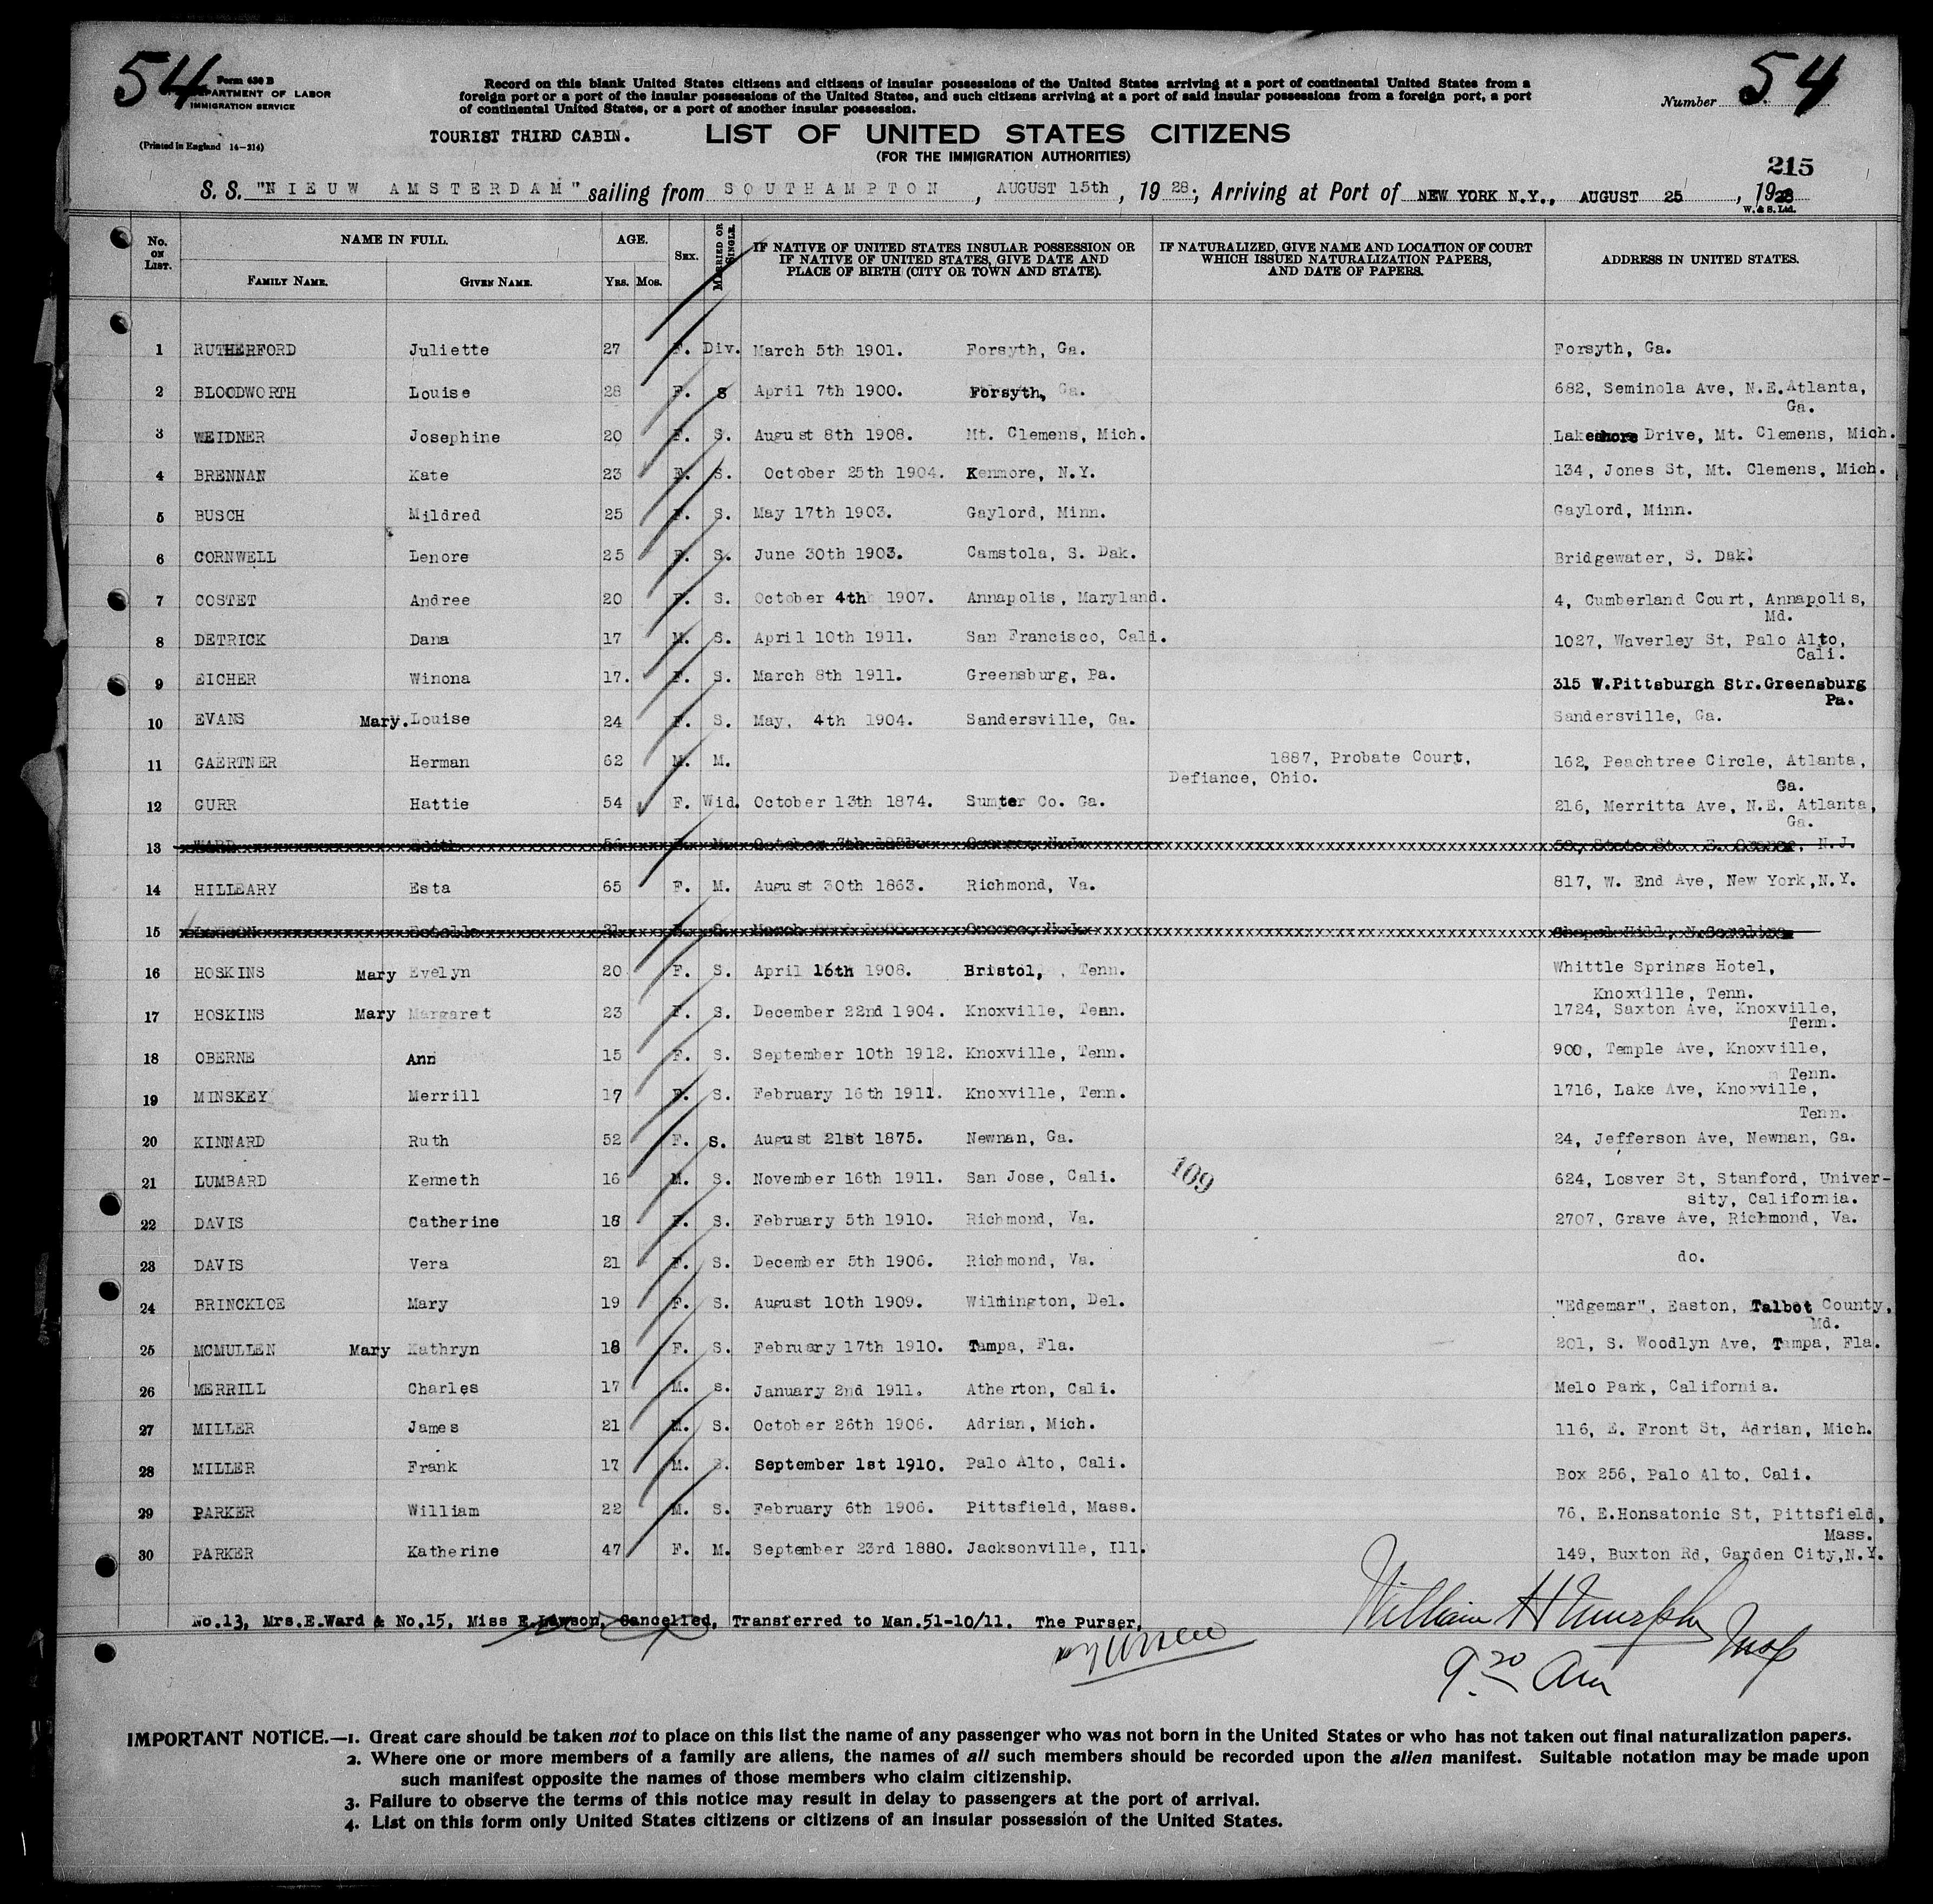 54
54
Form 630 B
DEPARTMENT OF LABOR
IMMIGRATION SERVICE
(Printed in England 14-214)
Record on this blank United States citizens and citizens of insular possessions of the United States arriving at a port of continental United States from a
foreign port or a port of the insular possessions of the United States, and such citizens arriving at a port of said insular possessions from a foreign port, a port
of continental United States, or a port of another insular possession.
Number
TOURIST THIRD CABIN.
LIST OF UNITED STATES CITIZENS
(FOR THE IMMIGRATION AUTHORITIES)
215
S. S. "NIEUW AMSTERDAM" sailing from SOUTHAMPTON, AUGUST 15th, 1928; Arriving at Port of NEW YORK N.Y., AUGUST 25, 1928
W. & S. Ltd.
No. ON LIST. NAME IN FULL. FAMILY NAME. GIVEN NAME. AGE. YRS. MOS. SEX. MARRIED OR SINGLE. IF NATIVE OF UNITED STATES INSULAR POSSESSION OR IF NATIVE OF UNITED STATES, GIVE DATE AND PLACE OF BIRTH (CITY OR TOWN AND STATE). IF NATURALIZED, GIVE NAME AND LOCATION OF COURT WHICH ISSUED NATURALIZATION PAPERS, AND DATE OF PAPERS. ADDRESS IN UNITED STATES.
1 RUTHERFORD Juliette 27 F. Div. March 5th 1901. Forsyth, Ga. Forsyth, Ga.
2 BLOODWORTH Louise 28 F. S April 7th 1900. Forsyth, Ga. 682, Seminola Ave, N.E.Atlanta,
Ga.
3 WEIDNER Josephine 20 F. S. August 8th 1908. Mt. Clemens, Mich. Lakeshore Drive, Mt. Clemens, Mich.
4 BRENNAN Kate 23 F. S. October 25th 1904. Kenmore, N.Y. 134, Jones St, Mt. Clemens, Mich.
5 BUSCH Mildred 25 F. S. May 17th 1903. Gaylord, Minn. Gaylord, Minn.
6 CORNWELL Lenore 25 F. S. June 30th 1903. Camstola, S. Dak. Bridgewater, S. Dak.
7 COSTET Andree 20 F. S. October 4th 1907. Annapolis, Maryland. 4, Cumberland Court, Annapolis,
Md.
8 DETRICK Dana 17 M. S. April 10th 1911. San Francisco, Cali. 1027, Waverley St, Palo Alto,
Cali.
9 EICHER Winona 17. F. S. March 8th 1911. Greensburg, Pa. 315 W.Pittsburgh Str.Greensburg
Pa.
10 EVANS Mary.Louise 24 F. S. May, 4th 1904. Sandersville, Ga. Sandersville, Ga.
11 GAERTNER Herman 62 M. M. 1887, Probate Court, 162, Peachtree Circle, Atlanta,
Defiance, Ohio. Ga.
12 GURR Hattie 54 F. Wid. October 13th 1874. Sumter Co. Ga. 216, Merritta Ave, N.E. Atlanta,
Ga.
13 WARD Edith 56 M. October 7th Orange, N.J. State St. E. Orange, N.J.
14 HILLEARY Esta 65 F. M. August 30th 1863. Richmond, Va. 817, W. End Ave, New York,N.Y.
15 Estelle S. March Orange, N.J. Chapel Hill, N.Carolina
16 HOSKINS Mary Evelyn 20 F. S. April 16th 1908. Bristol, , Tenn. Whittle Springs Hotel,
Knoxville, Tenn.
17 HOSKINS Mary Margaret 23 F. S. December 22nd 1904. Knoxville, Tenn. 1724, Saxton Ave, Knoxville,
Tenn.
18 OBERNE Ann 15 F. S. September 10th 1912. Knoxville, Tenn. 900, Temple Ave, Knoxville,
Tenn.
19 MINSKEY Merrill 17 F. S. February 16th 1911. Knoxville, Tenn. 1716, Lake Ave, Knoxville,
Tenn.
20 KINNARD Ruth 52 F. S. August 21st 1875. Newnan, Ga. 24, Jefferson Ave, Newnan, Ga.
21 LUMBARD Kenneth 16 M. S. November 16th 1911. San Jose, Cali. 109 624, Losver St, Stanford, Univer-
sity, California.
22 DAVIS Catherine 18 F. S. February 5th 1910. Richmond, Va. 2707, Grave Ave, Richmond, Va.
23 DAVIS Vera 21 F. S. December 5th 1906. Richmond, Va. do.
24 BRINCKLOE Mary 19 F. S. August 10th 1909. Wilmington, Del. "Edgemar", Easton, Talbot County,
Md.
25 MCMULLEN Mary Kathryn 18 F. S. February 17th 1910. Tampa, Fla. 201, S. Woodlyn Ave, Tampa, Fla.
26 MERRILL Charles 17 M. S. January 2nd 1911. Atherton, Cali. Melo Park, California.
27 MILLER James 21 M. S. October 26th 1906. Adrian, Mich. 116, E. Front St, Adrian, Mich.
28 MILLER Frank 17 M. S. September 1st 1910. Palo Alto, Cali. Box 256, Palo Alto, Cali.
29 PARKER William 22 M. S. February 6th 1906. Pittsfield, Mass. 76, E.Honsatonic St, Pittsfield,
Mass.
30 PARKER Katherine 47 F. M. September 23rd 1880. Jacksonville, Ill. 149, Buxton Rd, Garden City,N.Y.
No.13, Mrs.E.Ward & No.15, Miss E.Lawson, Cancelled, Transferred to Man.51-10/11. The Purser,
William H Murphy Insp
9.20 Am
IMPORTANT NOTICE.—1. Great care should be taken not to place on this list the name of any passenger who was not born in the United States or who has not taken out final naturalization papers.
2. Where one or more members of a family are aliens, the names of all such members should be recorded upon the alien manifest. Suitable notation may be made upon
such manifest opposite the names of those members who claim citizenship.
3. Failure to observe the terms of this notice may result in delay to passengers at the port of arrival.
4. List on this form only United States citizens or citizens of an insular possession of the United States.